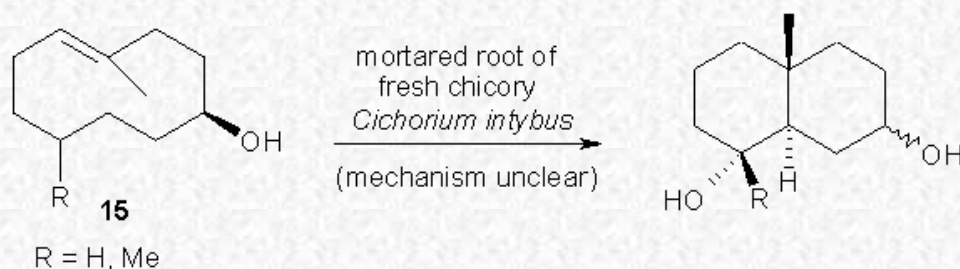 mortared root of
fresh chicory
Cichorium intybus
(mechanism unclear)
OH
R
15
R = H, Me
HO
R
H
OH